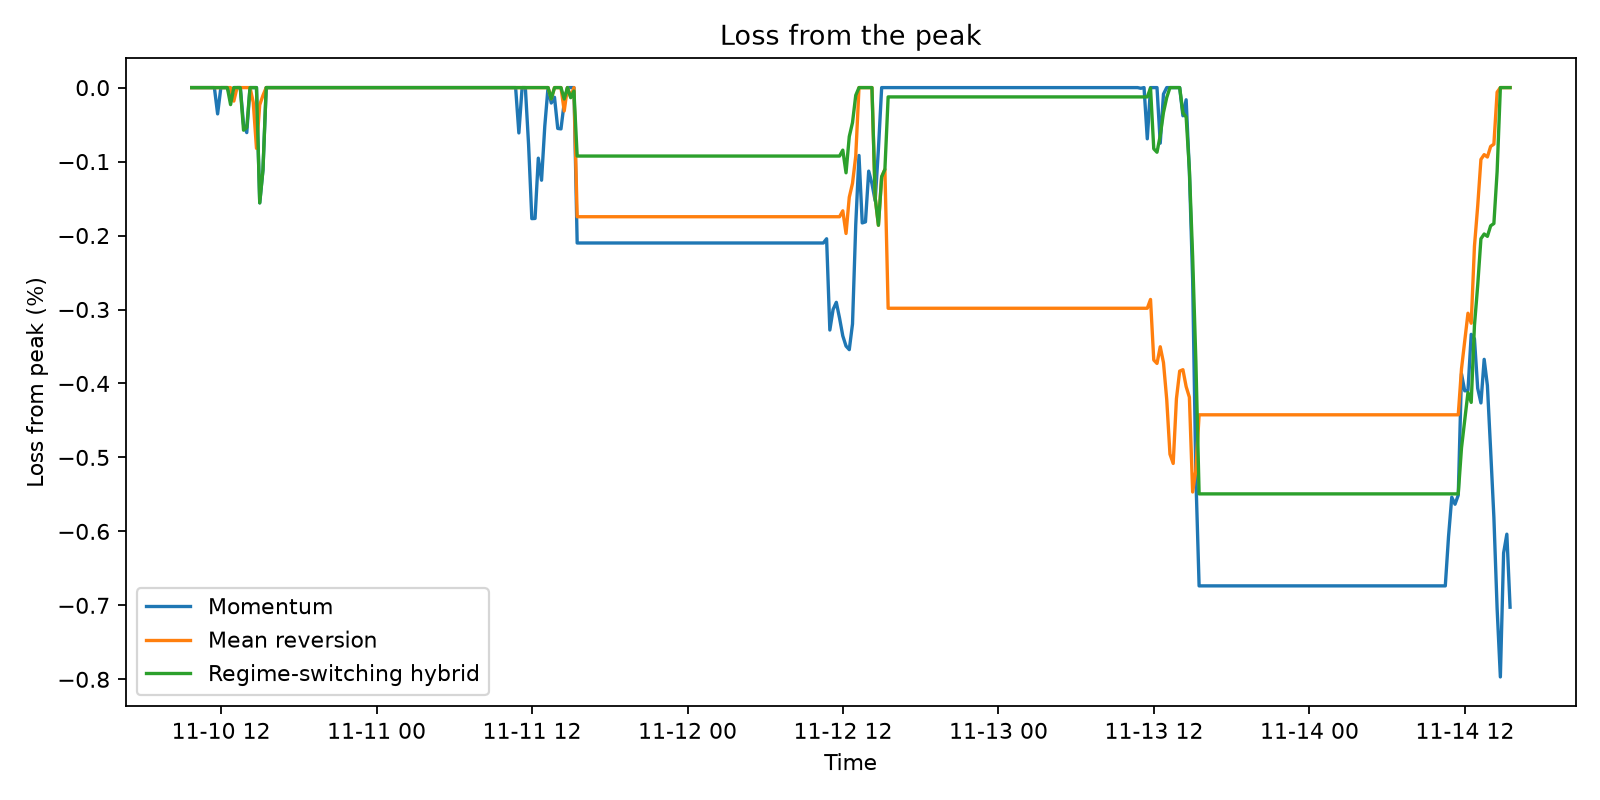 Loss from the peak
Loss from peak (%)
0.0
−0.1
−0.2
−0.3
−0.4
−0.5
−0.6
−0.7
−0.8
Momentum
Mean reversion
Regime-switching hybrid
11-10 12 11-11 00 11-11 12 11-12 00 11-12 12 11-13 00 11-13 12 11-14 00 11-14 12
Time